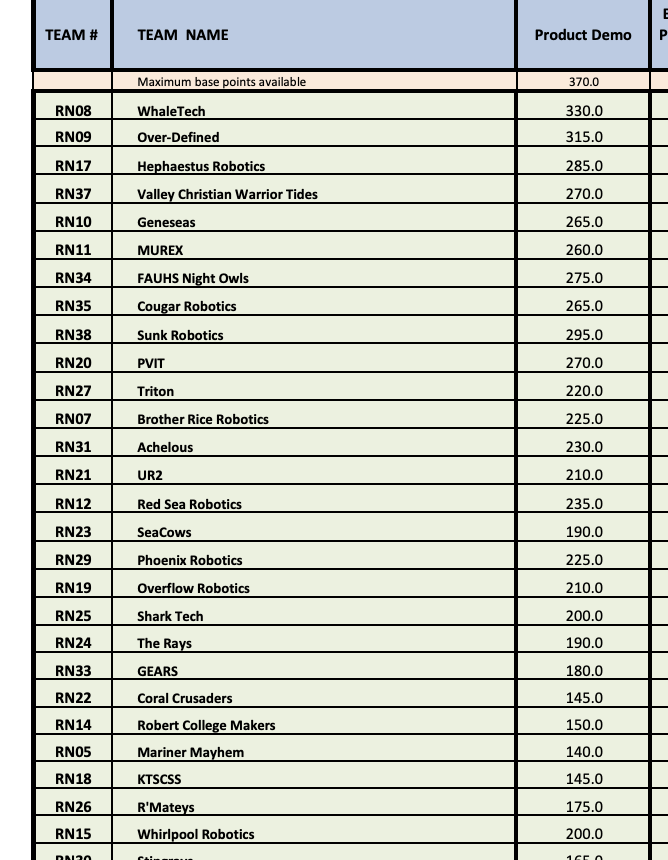 TEAM # TEAM NAME Product Demo
Maximum base points available 370.0
RN08 WhaleTech 330.0
RN09 Over-Defined 315.0
RN17 Hephaestus Robotics 285.0
RN37 Valley Christian Warrior Tides 270.0
RN10 Geneseas 265.0
RN11 MUREX 260.0
RN34 FAUHS Night Owls 275.0
RN35 Cougar Robotics 265.0
RN38 Sunk Robotics 295.0
RN20 PVIT 270.0
RN27 Triton 220.0
RN07 Brother Rice Robotics 225.0
RN31 Achelous 230.0
RN21 UR2 210.0
RN12 Red Sea Robotics 235.0
RN23 SeaCows 190.0
RN29 Phoenix Robotics 225.0
RN19 Overflow Robotics 210.0
RN25 Shark Tech 200.0
RN24 The Rays 190.0
RN33 GEARS 180.0
RN22 Coral Crusaders 145.0
RN14 Robert College Makers 150.0
RN05 Mariner Mayhem 140.0
RN18 KTSCSS 145.0
RN26 R'Mateys 175.0
RN15 Whirlpool Robotics 200.0